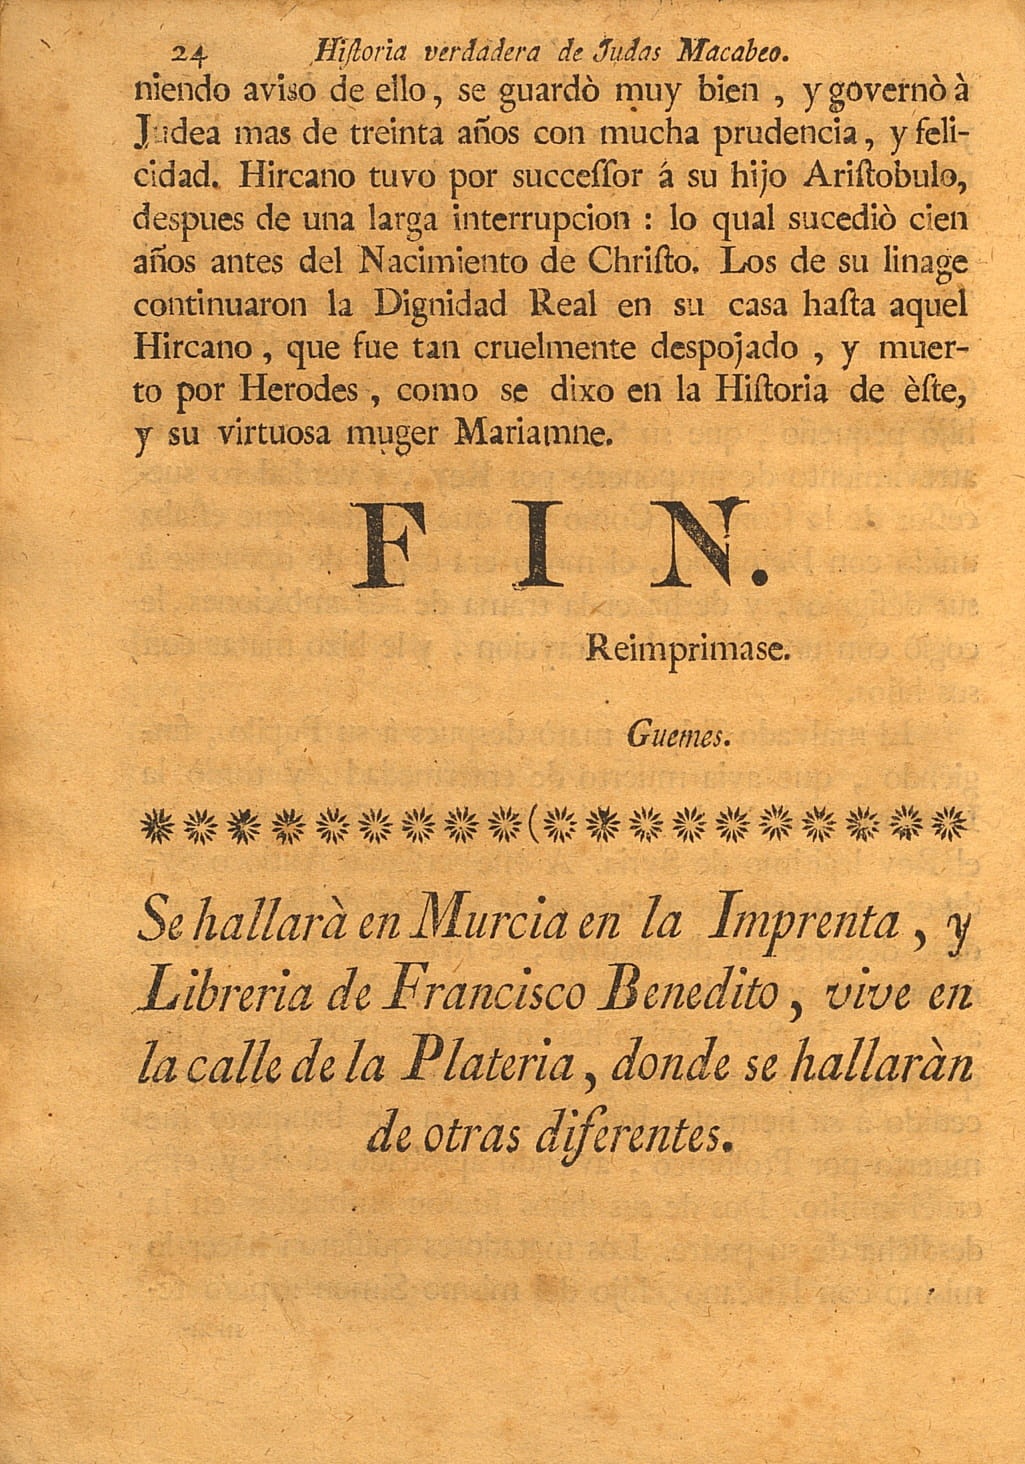 24 Hiſtoria verdadera de Judas Macabeo.
niendo aviso de ello, se guardò muy bien , y governò à
Judea mas de treinta años con mucha prudencia, y feli-
cidad. Hircano tuvo por succeſſor á su hijo Ariſtobulo,
despues de una larga interrupcion : lo qual sucediò cien
años antes del Nacimiento de Chriſto. Los de su linage
continuaron la Dignidad Real en su casa haſta aquel
Hircano , que fue tan cruelmente despojado , y muer-
to por Herodes , como se dixo en la Hiſtoria de èſte,
y su virtuosa muger Mariamne.
F I N.
Reimprimase.
Guemes.
Se hallarà en Murcia en la Imprenta , y
Libreria de Francisco Benedito , vive en
la calle de la Plateria , donde se hallaràn
de otras diferentes.